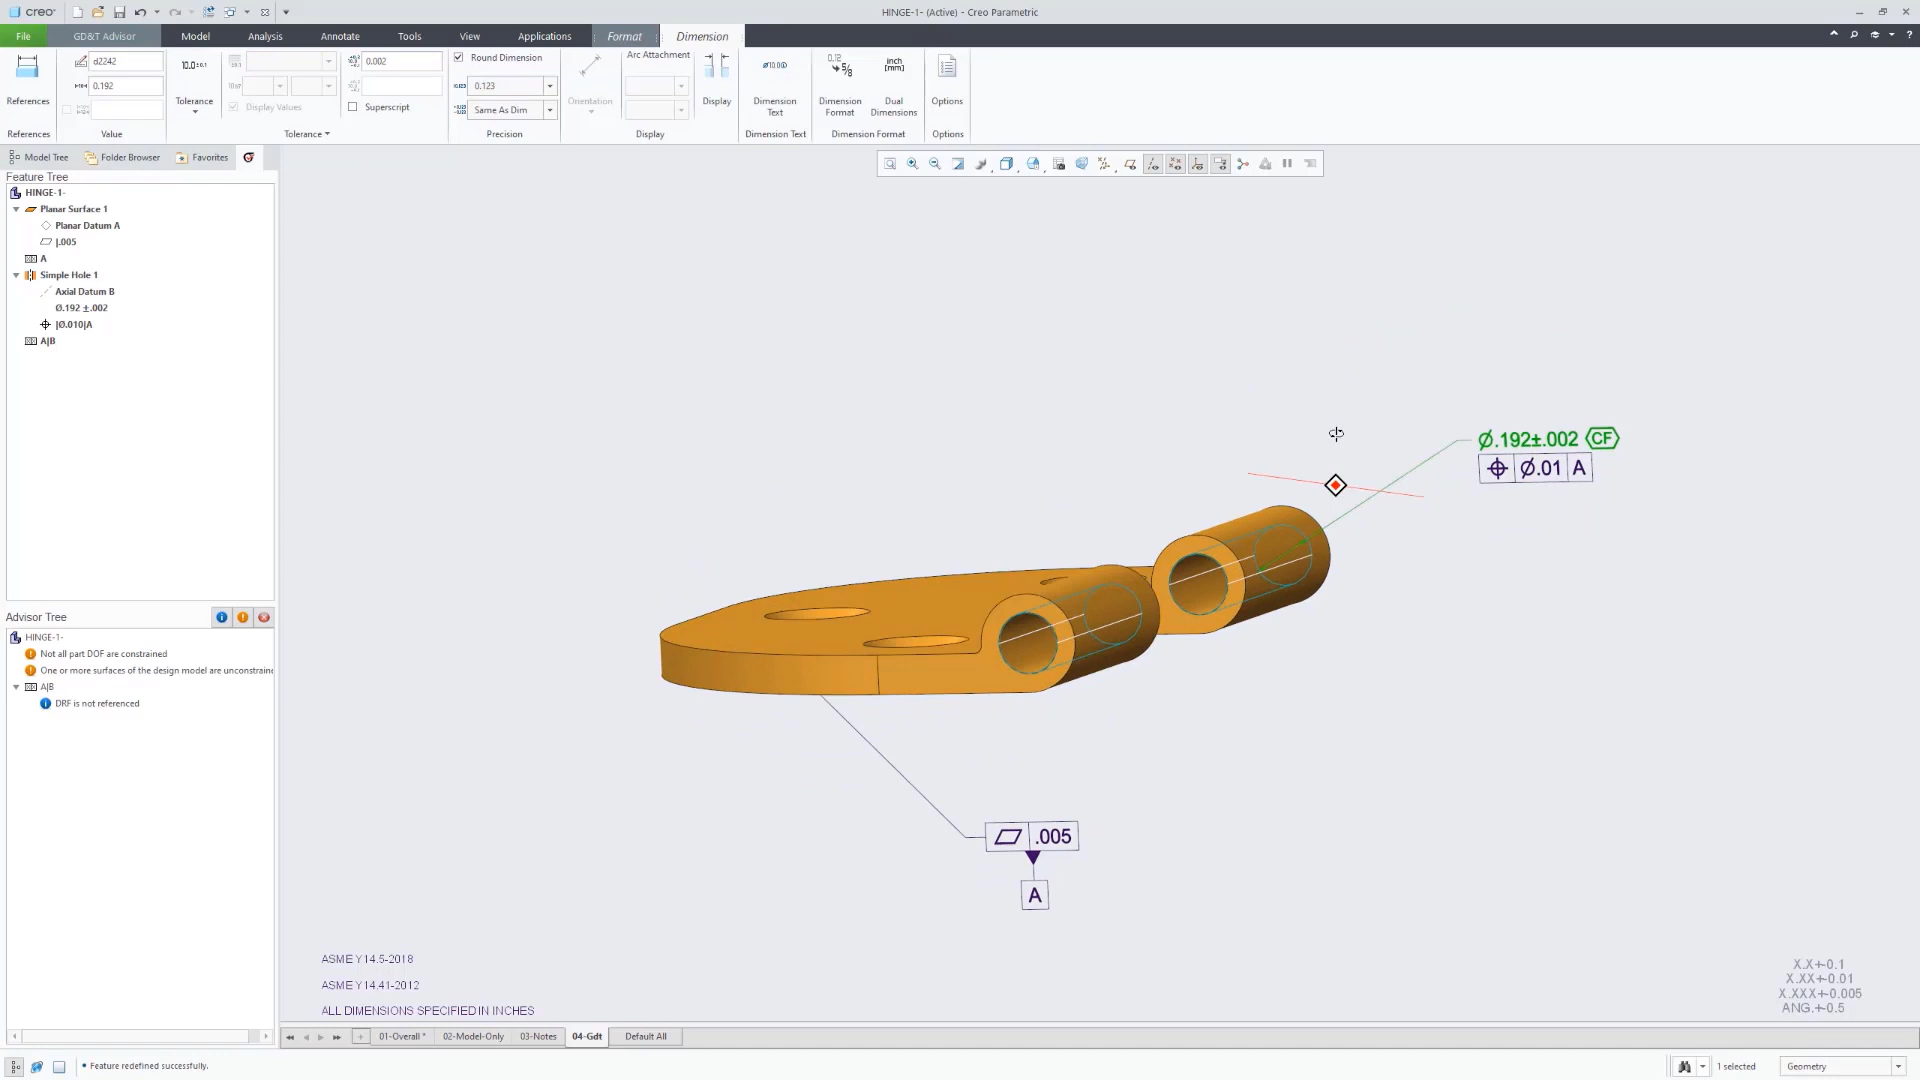 creo
HINGE-1- (Active) - Creo Parametric
File
GD&T Advisor
Model
Analysis
Annotate
Tools
View
Applications
Format
Dimension
References
References
d2242
0.192
Value
10.0±0.1
Tolerance
Display Values
0.002
Superscript
Tolerance
Round Dimension
0.123
Same As Dim
Precision
Orientation
Arc Attachment
Display
Display
Dimension Text
Dimension Text
Dimension Format
inch [mm]
Dual Dimensions
Dimension Format
Options
Options
Model Tree
Folder Browser
Favorites
Feature Tree
HINGE-1-
Planar Surface 1
Planar Datum A
|.005
A
Simple Hole 1
Axial Datum B
Ø.192 ±.002
|Ø.010|A
A|B
Advisor Tree
HINGE-1-
Not all part DOF are constrained
One or more surfaces of the design model are unconstraine
A|B
DRF is not referenced
Ø.192±.002 CF
Ø.01 A
.005
A
ASME Y14.5-2018
ASME Y14.41-2012
ALL DIMENSIONS SPECIFIED IN INCHES
X.X+-0.1
X.XX+-0.01
X.XXX+-0.005
ANG.+-0.5
01-Overall *
02-Model-Only
03-Notes
04-Gdt
Default All
• Feature redefined successfully.
1 selected
Geometry